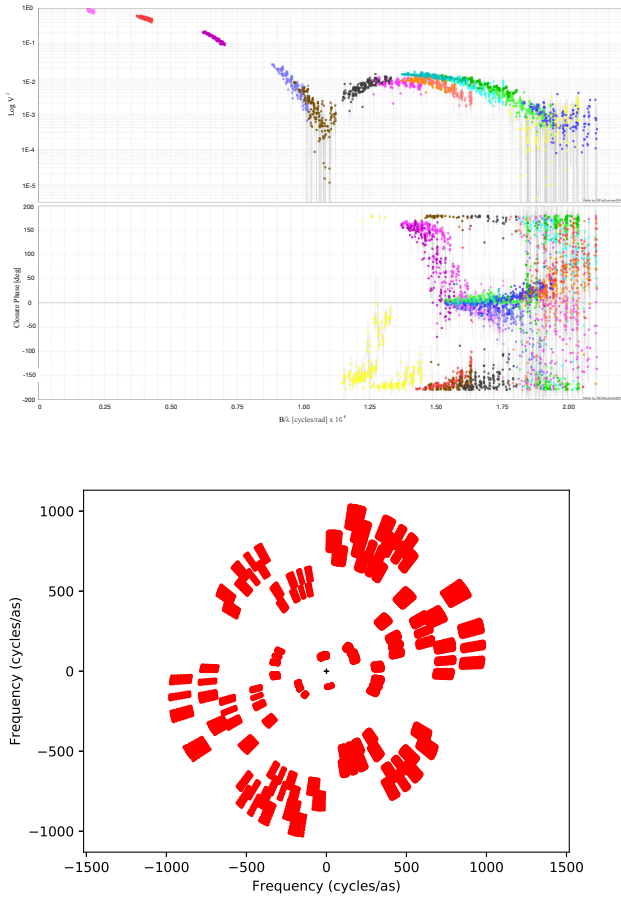 1E0
1E-1
1E-2
1E-3
1E-4
1E-5
Log V²
200
150
100
50
0
-50
-100
-150
-200
Closure Phase [deg]
0 0.25 0.50 0.75 1.00 1.25 1.50 1.75 2.00
B/λ [cycles/rad] x 10⁸
1000
500
0
−500
−1000
Frequency (cycles/as)
−1500 −1000 −500 0 500 1000 1500
Frequency (cycles/as)